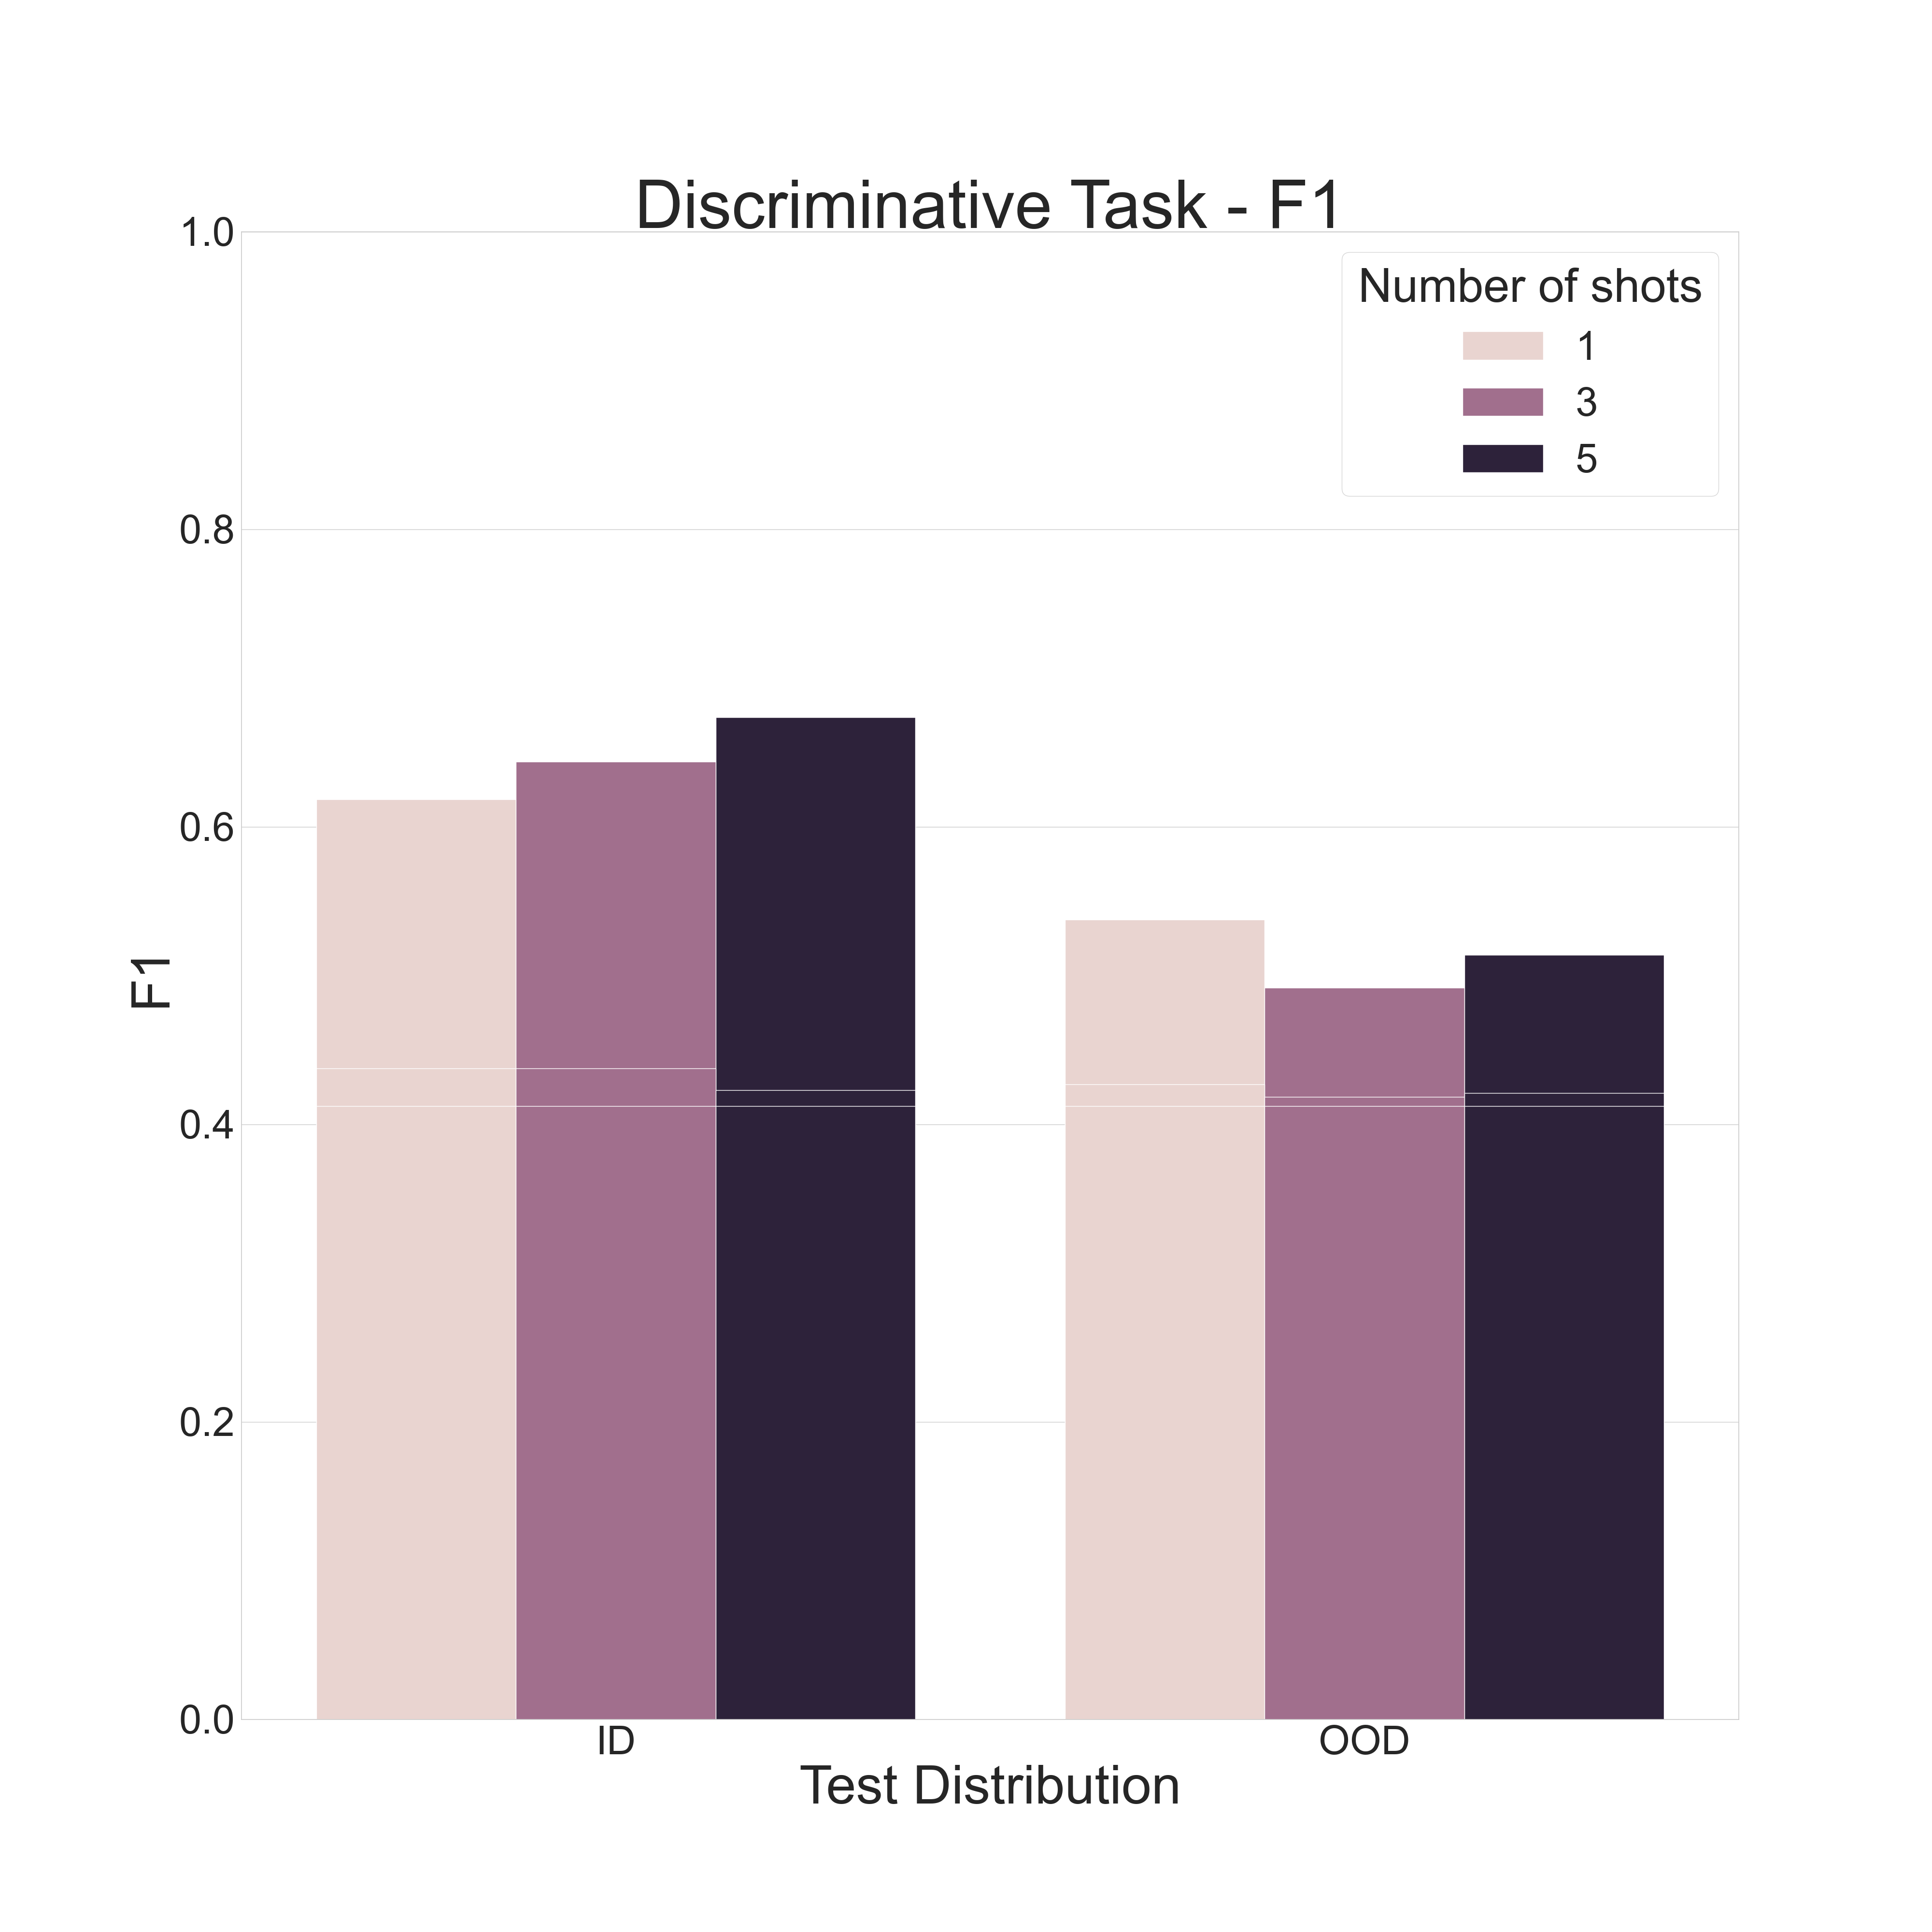 Discriminative Task - F1
1.0
0.8
0.6
0.4
0.2
0.0
F1
Number of shots
1
3
5
ID
OOD
Test Distribution